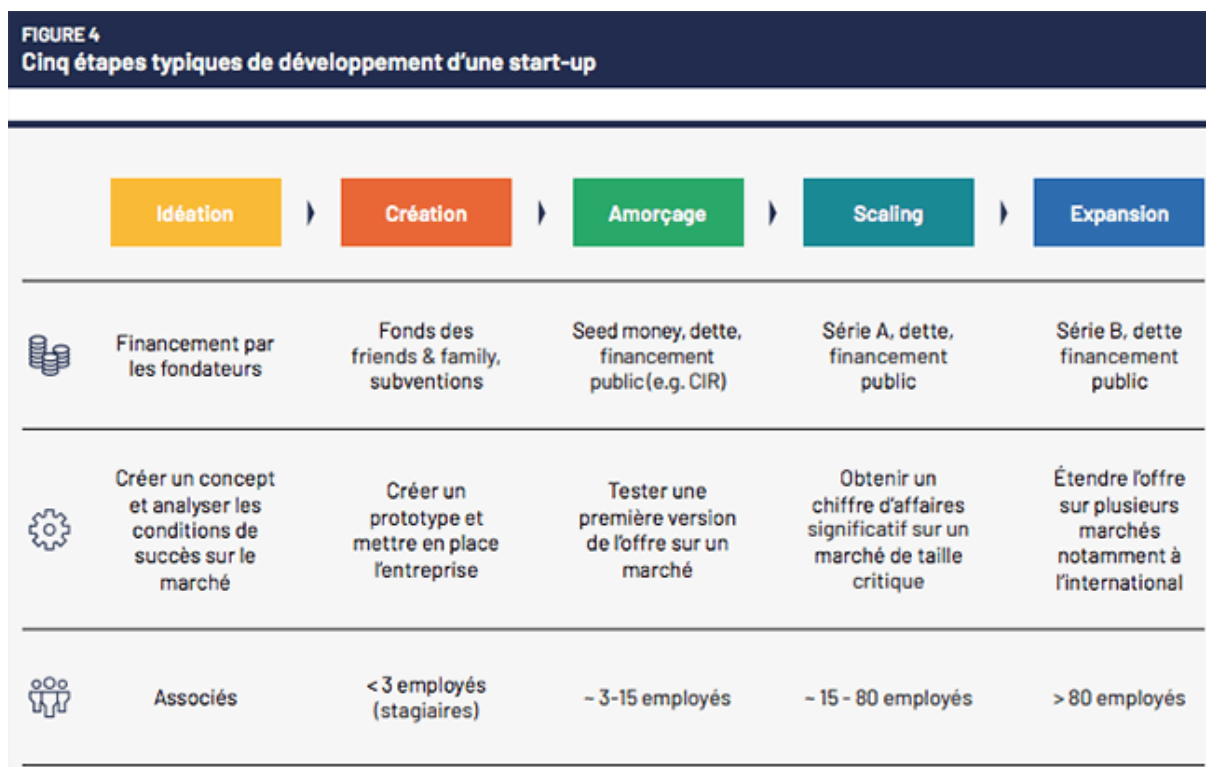 FIGURE 4
Cinq étapes typiques de développement d'une start-up
Idéation
Création
Amorçage
Scaling
Expansion
Financement par
les fondateurs
Fonds des
friends & family,
subventions
Seed money, dette,
financement
public (e.g. CIR)
Série A, dette,
financement
public
Série B, dette
financement
public
Créer un concept
et analyser les
conditions de
succès sur le
marché
Créer un
prototype et
mettre en place
l'entreprise
Tester une
première version
de l'offre sur un
marché
Obtenir un
chiffre d'affaires
significatif sur un
marché de taille
critique
Étendre l'offre
sur plusieurs
marchés
notamment à
l'international
Associés
< 3 employés
(stagiaires)
~ 3-15 employés
~ 15 - 80 employés
> 80 employés